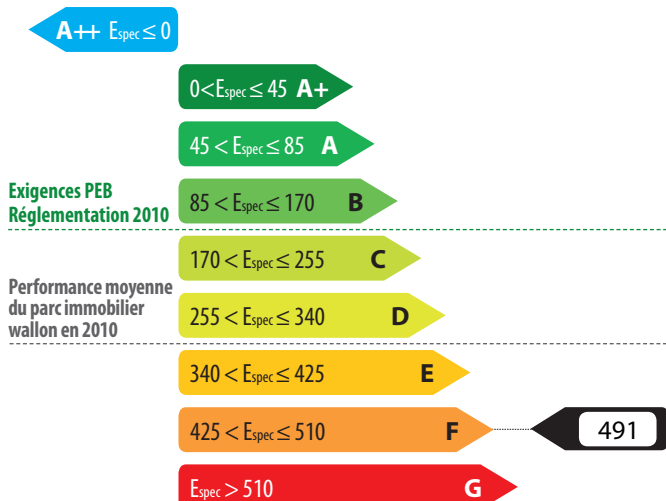 A++ Espec ≤ 0
0<Espec ≤ 45 A+
45 < Espec ≤ 85 A
Exigences PEB
Réglementation 2010
85 < Espec ≤ 170 B
170 < Espec ≤ 255 C
Performance moyenne
du parc immobilier
wallon en 2010
255 < Espec ≤ 340 D
340 < Espec ≤ 425 E
425 < Espec ≤ 510 F 491
Espec > 510 G